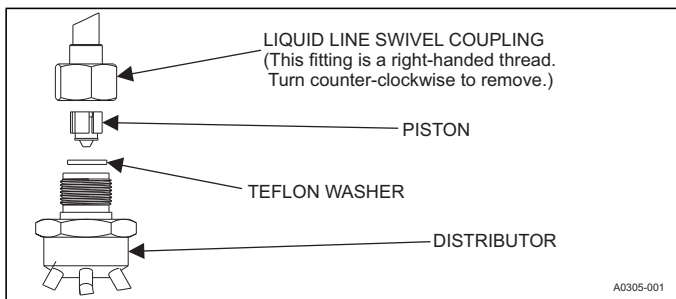 LIQUID LINE SWIVEL COUPLING
(This fitting is a right-handed thread.
Turn counter-clockwise to remove.)
PISTON
TEFLON WASHER
DISTRIBUTOR
A0305-001